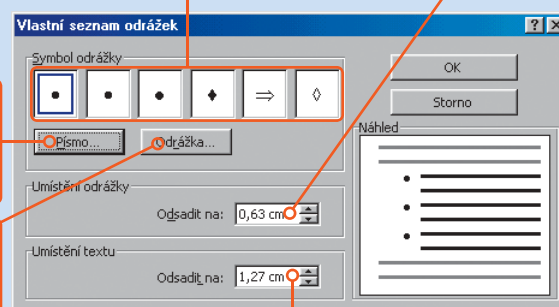 Vlastní seznam odrážek
Symbol odrážky
OK
Storno
Písmo...
Odrážka...
Náhled
Umístění odrážky
Odsadit na: 0,63 cm
Umístění textu
Odsadit na: 1,27 cm